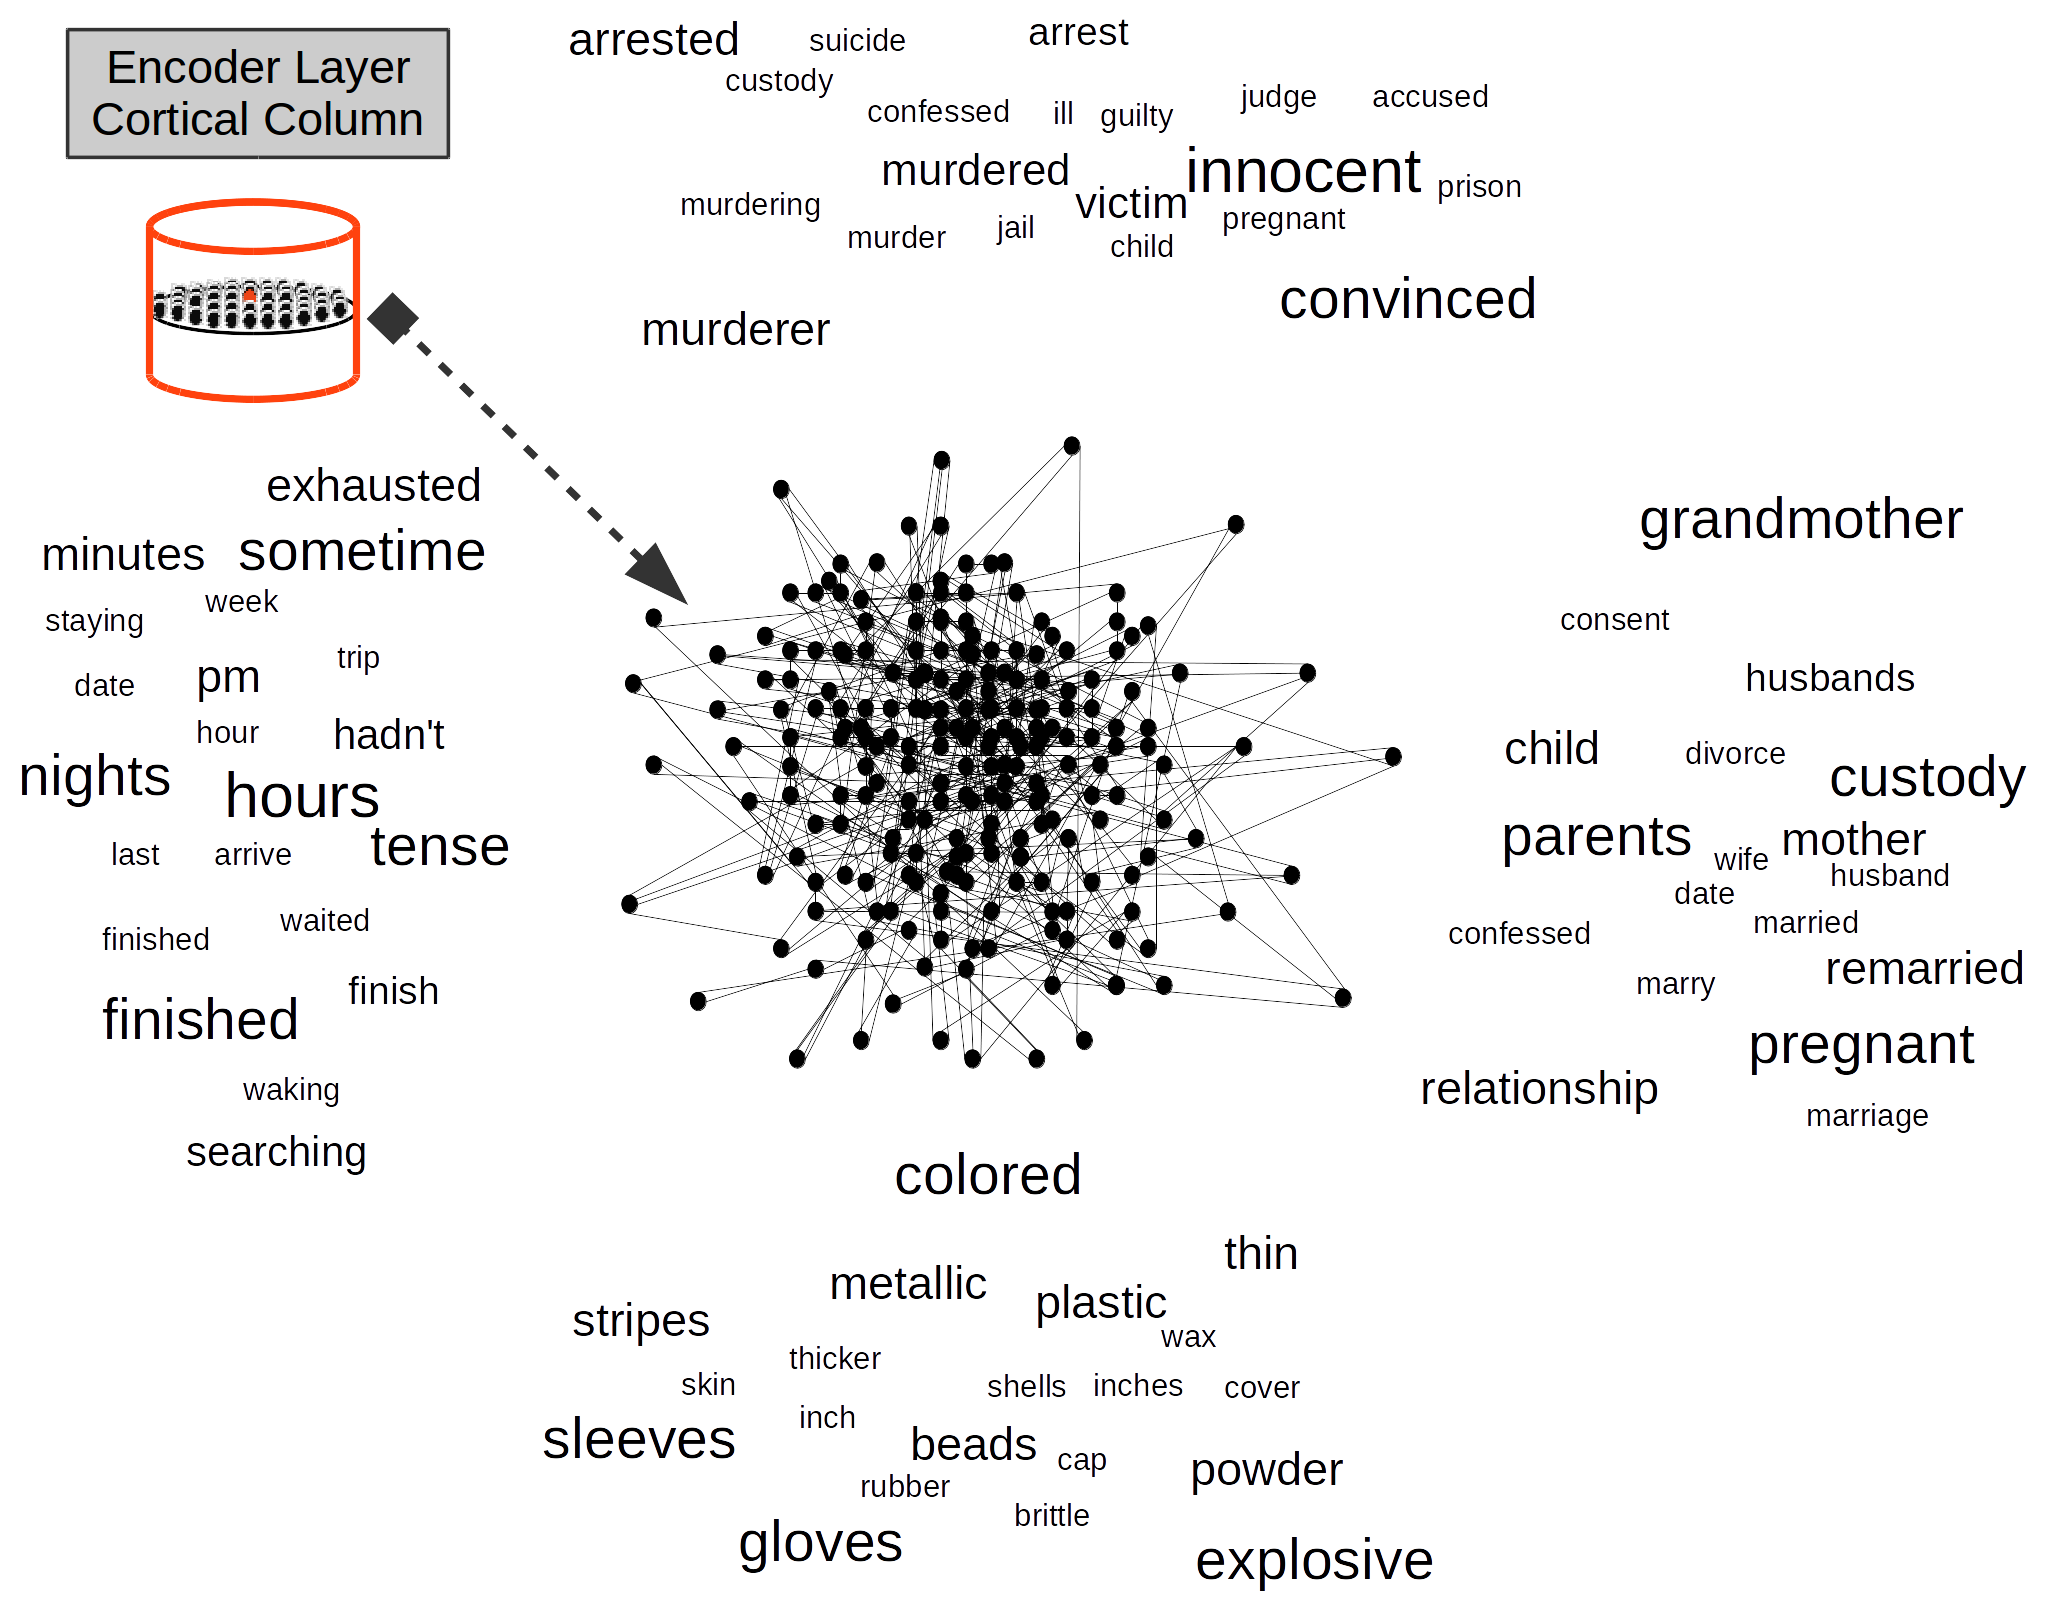 Encoder Layer
Cortical Column
arrested
suicide
arrest
custody
confessed
ill
guilty
judge
accused
murdered
innocent
victim
prison
murdering
pregnant
murder
jail
child
convinced
murderer
exhausted
minutes
sometime
week
staying
trip
pm
date
hour
hadn't
nights
hours
tense
last
arrive
waited
finished
finish
finished
waking
searching
grandmother
consent
husbands
child
divorce
custody
parents
mother
wife
husband
date
married
confessed
remarried
marry
pregnant
relationship
marriage
colored
thin
metallic
plastic
stripes
wax
thicker
skin
shells
inches
cover
inch
sleeves
beads
cap
powder
rubber
brittle
gloves
explosive